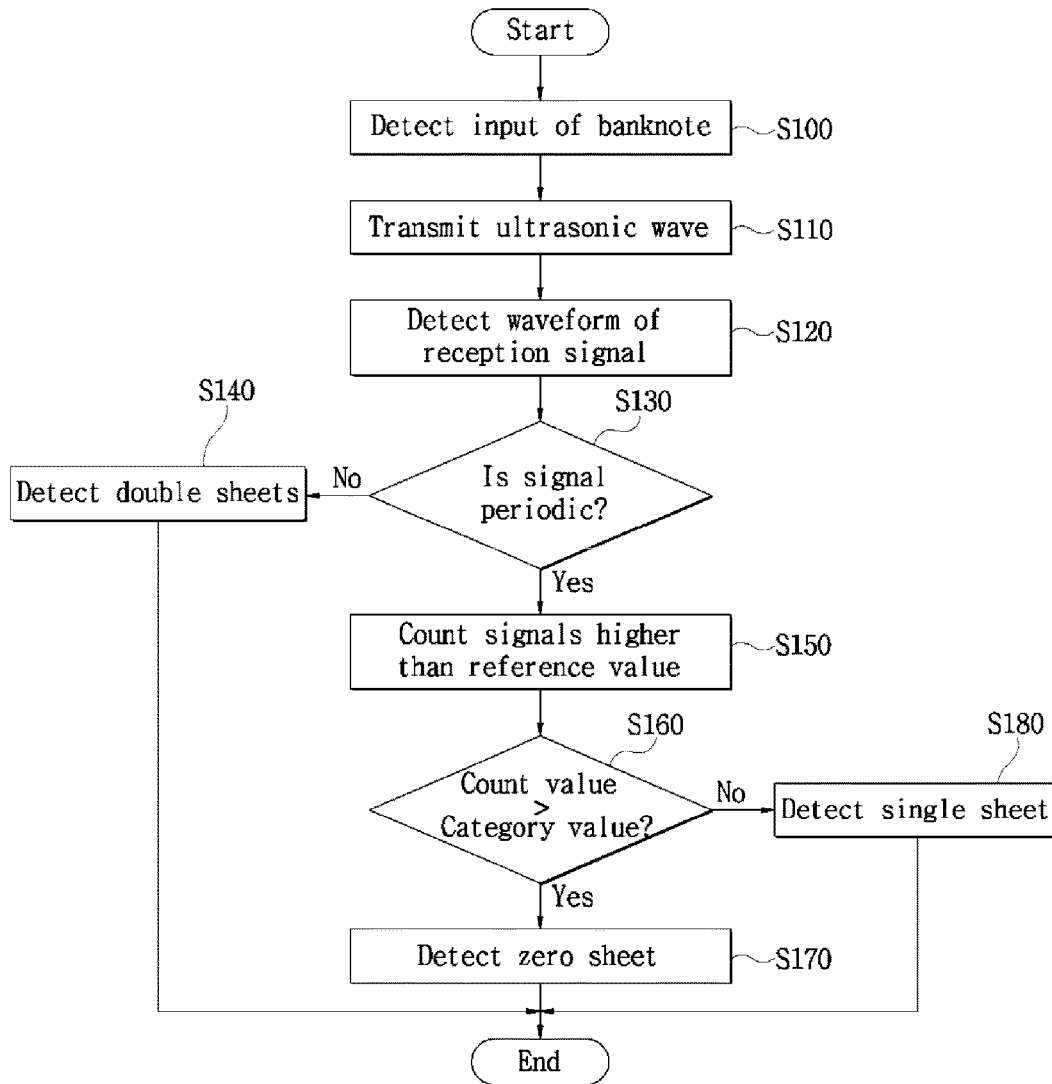 Start
Detect input of banknote
S100
Transmit ultrasonic wave
S110
Detect waveform of
reception signal
S120
S140
S130
Detect double sheets
No
Is signal
periodic?
Yes
Count signals higher
than reference value
S150
S160
S180
Count value
>
Category value?
No
Detect single sheet
Yes
Detect zero sheet
S170
End